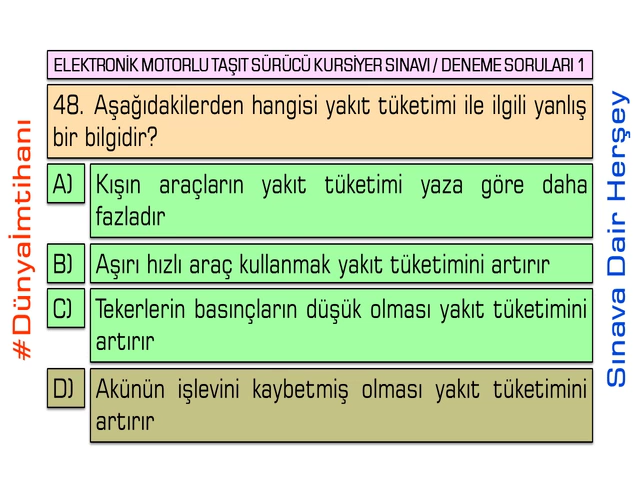 ELEKTRONİK MOTORLU TAŞIT SÜRÜCÜ KURSİYER SINAVI / DENEME SORULARI 1
48. Aşağıdakilerden hangisi yakıt tüketimi ile ilgili yanlış
bir bilgidir?
A) Kışın araçların yakıt tüketimi yaza göre daha
fazladır
B) Aşırı hızlı araç kullanmak yakıt tüketimini artırır
C) Tekerlerin basınçların düşük olması yakıt tüketimini
artırır
D) Akünün işlevini kaybetmiş olması yakıt tüketimini
artırır
#Dünyaİmtihanı
Sınava Dair Herşey